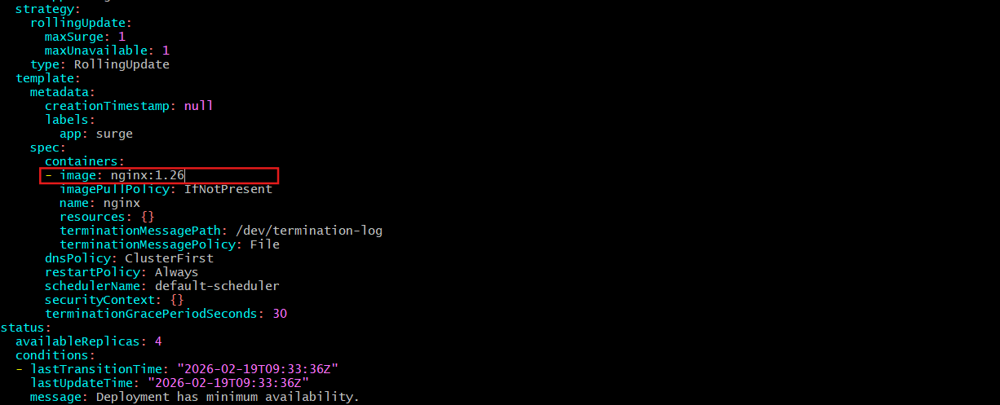 strategy:
rollingUpdate:
maxSurge: 1
maxUnavailable: 1
type: RollingUpdate
template:
metadata:
creationTimestamp: null
labels:
app: surge
spec:
containers:
- image: nginx:1.26
imagePullPolicy: IfNotPresent
name: nginx
resources: {}
terminationMessagePath: /dev/termination-log
terminationMessagePolicy: File
dnsPolicy: ClusterFirst
restartPolicy: Always
schedulerName: default-scheduler
securityContext: {}
terminationGracePeriodSeconds: 30
status:
availableReplicas: 4
conditions:
- lastTransitionTime: "2026-02-19T09:33:36Z"
lastUpdateTime: "2026-02-19T09:33:36Z"
message: Deployment has minimum availability.